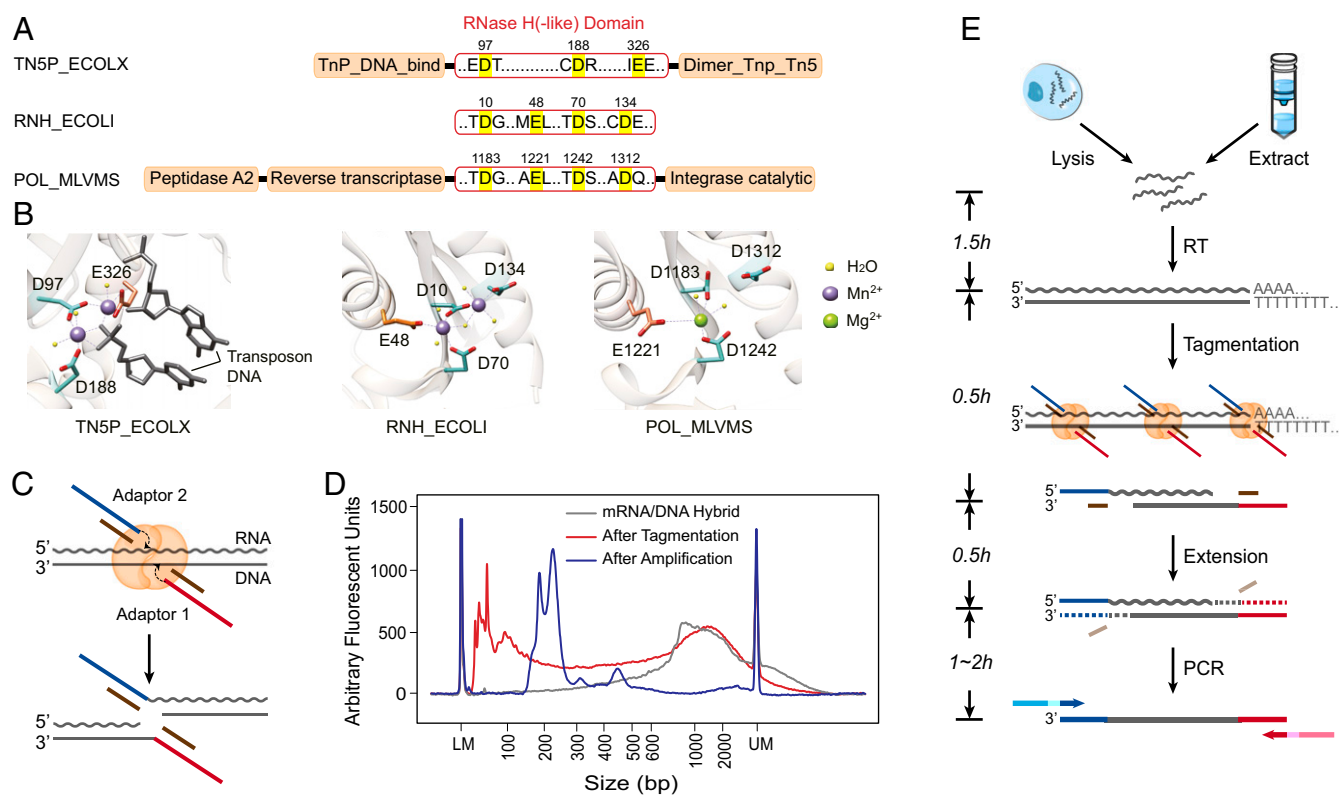 A
RNase H(-like) Domain
97 188 326
TN5P_ECOLX TnP_DNA_bind ..EDT............CDR......IEE.. Dimer_Tnp_Tn5
10 48 70 134
RNH_ECOLI ..TDG..MEL..TDS..CDE..
1183 1221 1242 1312
POL_MLVMS Peptidase A2 Reverse transcriptase ..TDG..AEL..TDS..ADQ.. Integrase catalytic
B
D97 E326 D188 Transposon
DNA
TN5P_ECOLX
D10 D134 E48 D70
RNH_ECOLI
D1183 D1312 E1221 D1242
POL_MLVMS
H₂O
Mn²⁺
Mg²⁺
C
Adaptor 2
RNA
5’
3’
DNA
Adaptor 1
5’
3’
D
Arbitrary Fluorescent Units
1500
1000
500
0
mRNA/DNA Hybrid
After Tagmentation
After Amplification
LM 100 200 300 400 500 600 1000 2000 UM
Size (bp)
E
Lysis Extract
1.5h
RT
5’ AAAA...
3’ TTTTTTTT...
Tagmentation
0.5h
5’ AAAA...
3’ TTTTTTT...
5’
3’
0.5h
Extension
5’
3’
1~2h
PCR
3’